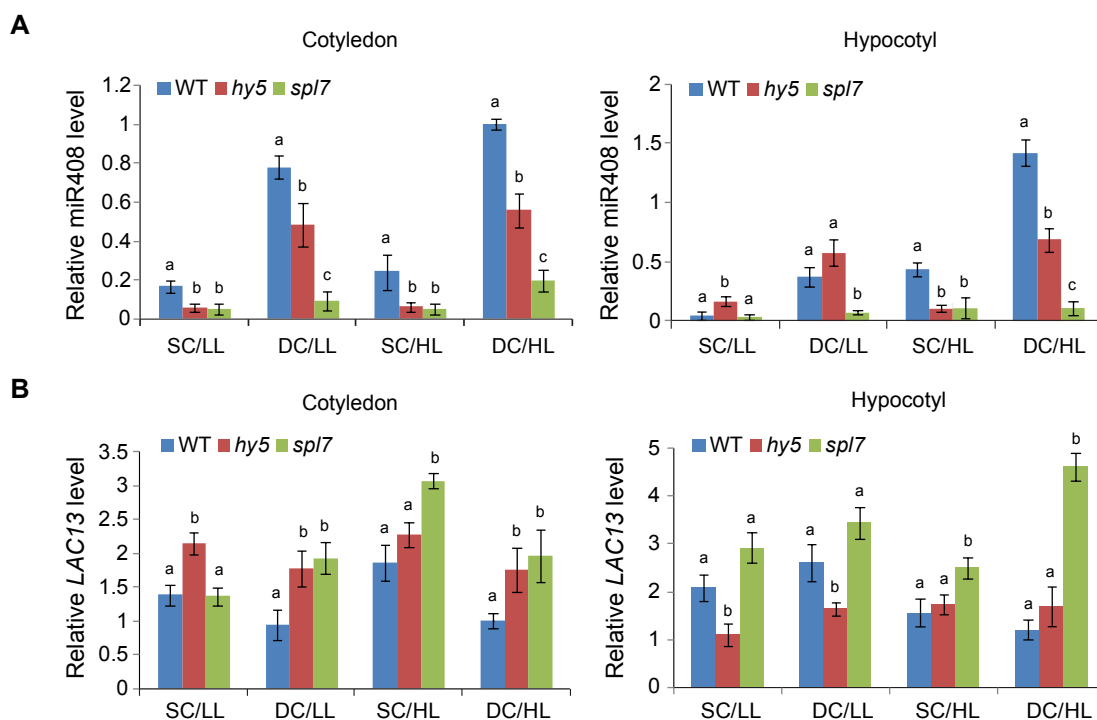 A
Cotyledon
Relative miR408 level
WT hy5 spl7
1.2
1
0.8
0.6
0.4
0.2
0
a b b
a b c
a b b
a b c
SC/LL DC/LL SC/HL DC/HL
Hypocotyl
Relative miR408 level
WT hy5 spl7
2
1.5
1
0.5
0
a b a
a a b
a b b
a b c
SC/LL DC/LL SC/HL DC/HL
B
Cotyledon
Relative LAC13 level
WT hy5 spl7
3.5
3
2.5
2
1.5
1
0.5
0
a b a
a b b
a a b
a b b
SC/LL DC/LL SC/HL DC/HL
Hypocotyl
Relative LAC13 level
WT hy5 spl7
5
4
3
2
1
0
a b a
a b a
a a b
a a b
SC/LL DC/LL SC/HL DC/HL